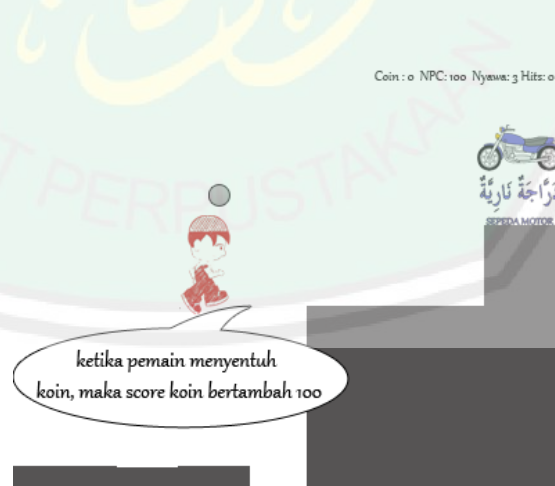 Coin : 0 NPC: 100 Nyawa: 3 Hits: 0
دَرَّاجَةٌ نَارِيَّةٌ
SEPEDA MOTOR
T PERPUSTAKAAN
ketika pemain menyentuh
koin, maka score koin bertambah 100